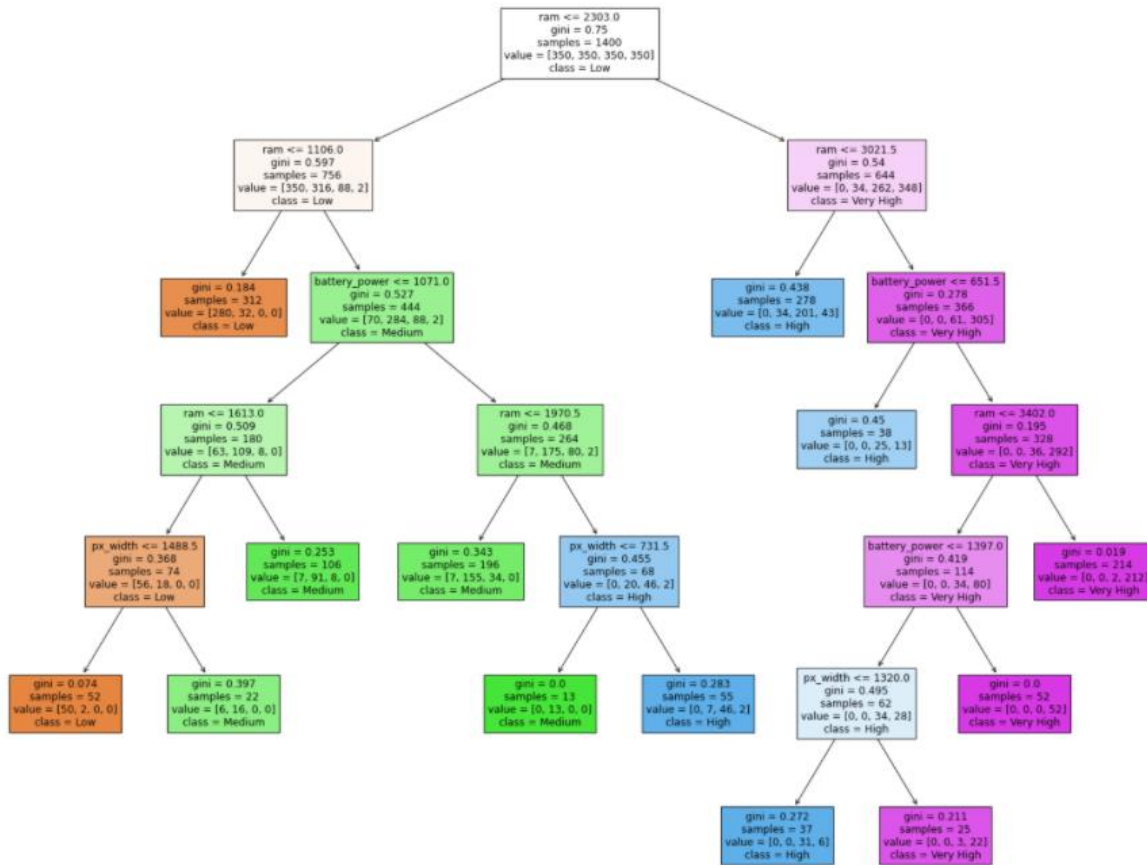 ram <= 2303.0
gini = 0.75
samples = 1400
value = [350, 350, 350, 350]
class = Low
ram <= 1106.0
gini = 0.597
samples = 756
value = [350, 316, 88, 2]
class = Low
ram <= 3021.5
gini = 0.54
samples = 644
value = [0, 34, 262, 348]
class = Very High
gini = 0.184
samples = 312
value = [280, 32, 0, 0]
class = Low
battery_power <= 1071.0
gini = 0.527
samples = 444
value = [70, 284, 88, 2]
class = Medium
gini = 0.438
samples = 278
value = [0, 34, 201, 43]
class = High
battery_power <= 651.5
gini = 0.278
samples = 366
value = [0, 0, 61, 305]
class = Very High
ram <= 1613.0
gini = 0.509
samples = 180
value = [63, 109, 8, 0]
class = Medium
ram <= 1970.5
gini = 0.468
samples = 264
value = [7, 175, 80, 2]
class = Medium
gini = 0.45
samples = 38
value = [0, 0, 25, 13]
class = High
ram <= 3402.0
gini = 0.195
samples = 328
value = [0, 0, 36, 292]
class = Very High
px_width <= 1488.5
gini = 0.368
samples = 74
value = [56, 18, 0, 0]
class = Low
gini = 0.253
samples = 106
value = [7, 91, 8, 0]
class = Medium
gini = 0.343
samples = 196
value = [7, 155, 34, 0]
class = Medium
px_width <= 731.5
gini = 0.455
samples = 68
value = [0, 20, 46, 2]
class = High
battery_power <= 1397.0
gini = 0.419
samples = 114
value = [0, 0, 34, 80]
class = Very High
gini = 0.019
samples = 214
value = [0, 0, 2, 212]
class = Very High
gini = 0.074
samples = 52
value = [50, 2, 0, 0]
class = Low
gini = 0.397
samples = 22
value = [6, 16, 0, 0]
class = Medium
gini = 0.0
samples = 13
value = [0, 13, 0, 0]
class = Medium
gini = 0.283
samples = 55
value = [0, 7, 46, 2]
class = High
px_width <= 1320.0
gini = 0.495
samples = 62
value = [0, 0, 34, 28]
class = High
gini = 0.0
samples = 52
value = [0, 0, 0, 52]
class = Very High
gini = 0.272
samples = 37
value = [0, 0, 31, 6]
class = High
gini = 0.211
samples = 25
value = [0, 0, 3, 22]
class = Very High